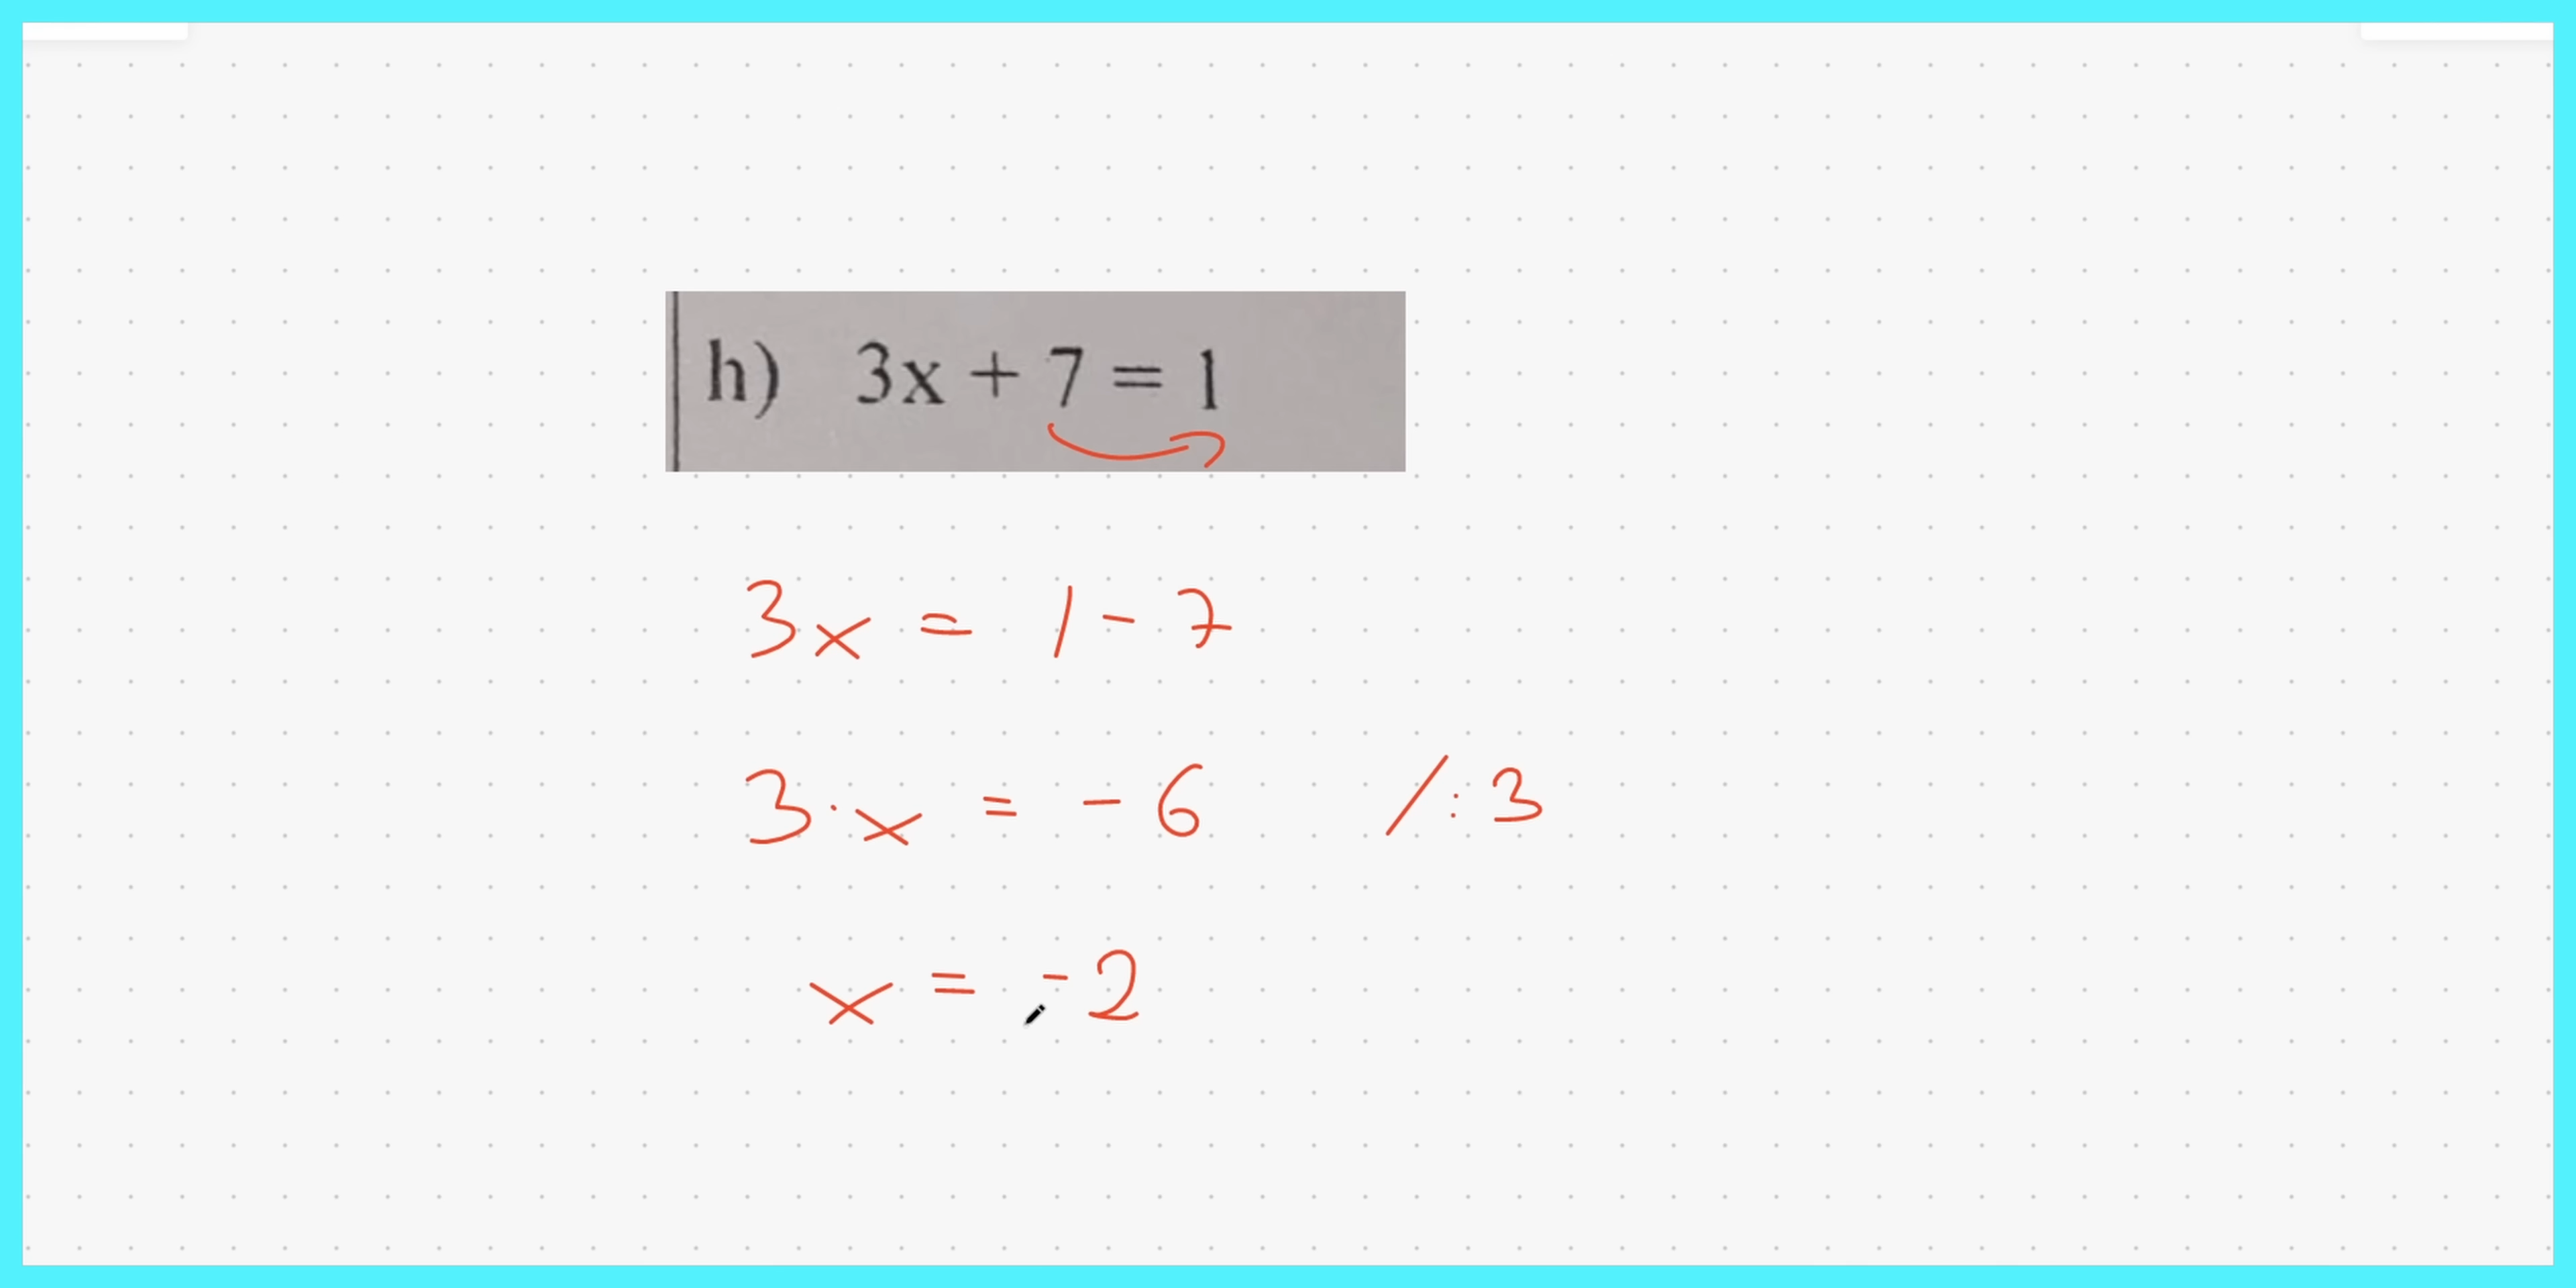 h) 3x + 7 = 1
3x = 1 - 7
3·x = - 6 /:3
x = -2